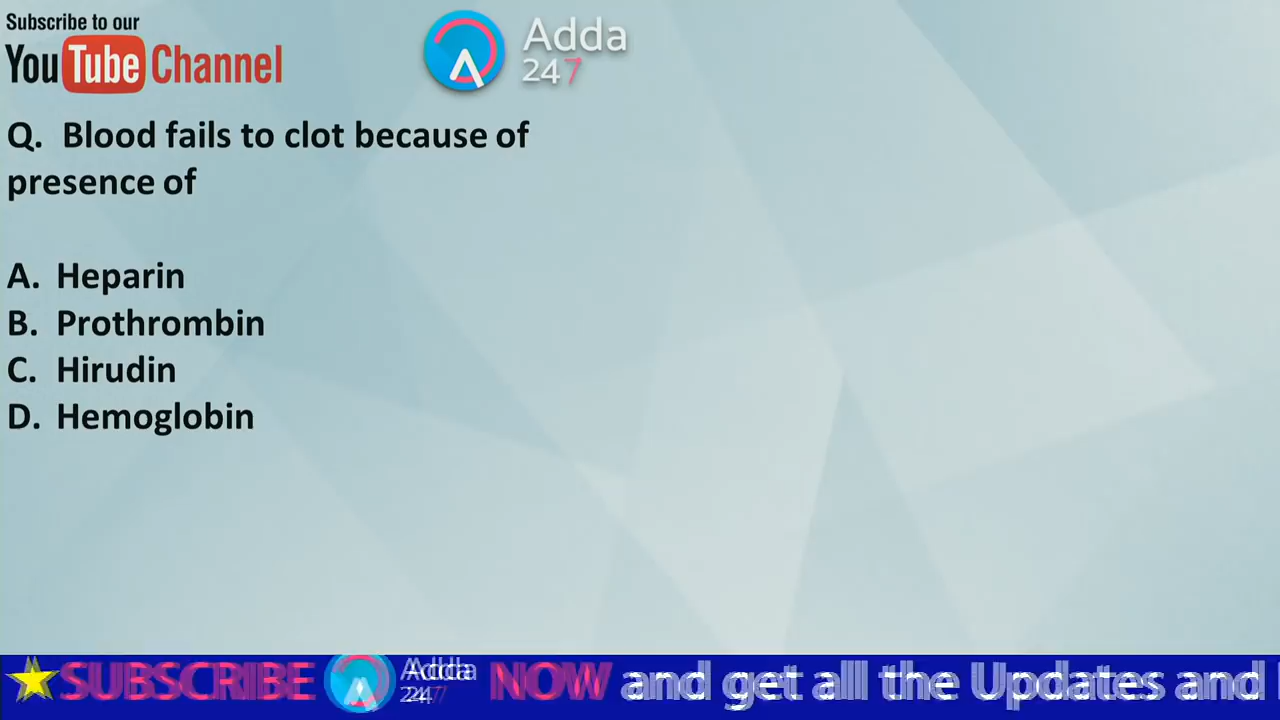 Subscribe to our
YouTube Channel
Adda
247
Q. Blood fails to clot because of
presence of
A. Heparin
B. Prothrombin
C. Hirudin
D. Hemoglobin
SUBSCRIBE Adda 247 NOW and get all the Updates and